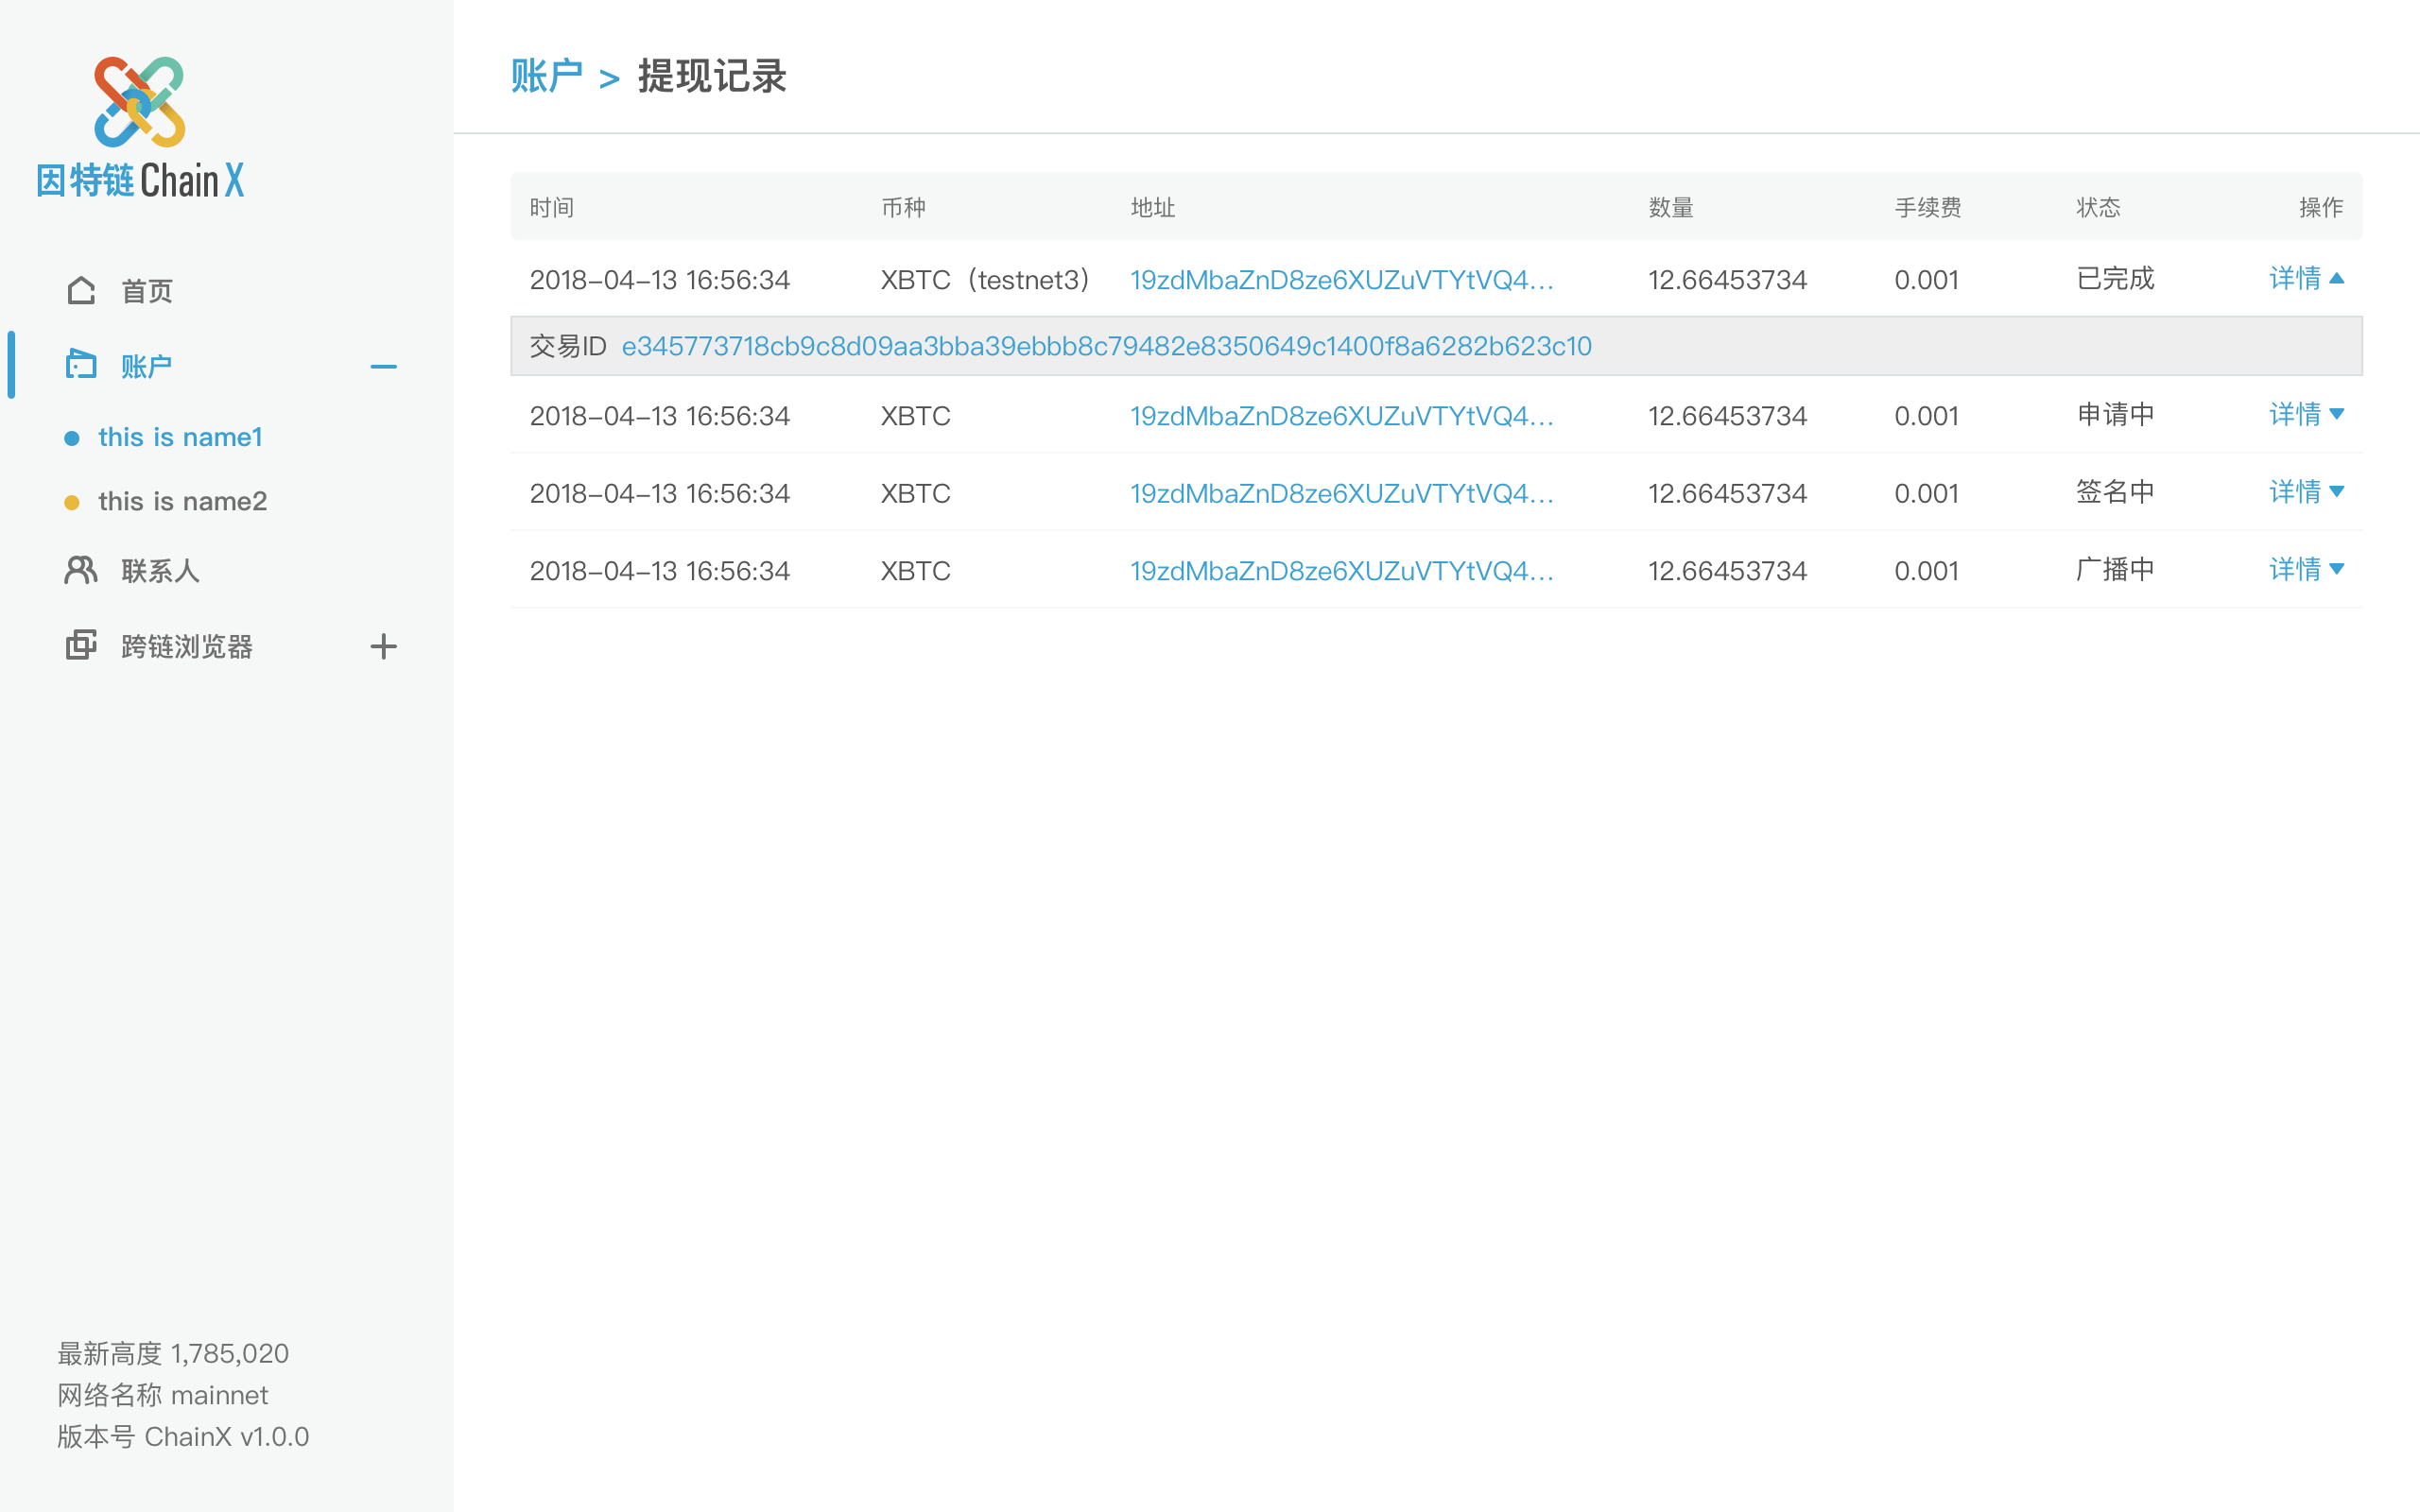 因特链 ChainX
首页
账户
this is name1
this is name2
联系人
跨链浏览器
最新高度 1,785,020
网络名称 mainnet
版本号 ChainX v1.0.0
账户 > 提现记录
时间 币种 地址 数量 手续费 状态 操作
2018-04-13 16:56:34 XBTC（testnet3） 19zdMbaZnD8ze6XUZuVTYtVQ4... 12.66453734 0.001 已完成 详情
交易ID e345773718cb9c8d09aa3bba39ebbb8c79482e8350649c1400f8a6282b623c10
2018-04-13 16:56:34 XBTC 19zdMbaZnD8ze6XUZuVTYtVQ4... 12.66453734 0.001 申请中 详情
2018-04-13 16:56:34 XBTC 19zdMbaZnD8ze6XUZuVTYtVQ4... 12.66453734 0.001 签名中 详情
2018-04-13 16:56:34 XBTC 19zdMbaZnD8ze6XUZuVTYtVQ4... 12.66453734 0.001 广播中 详情